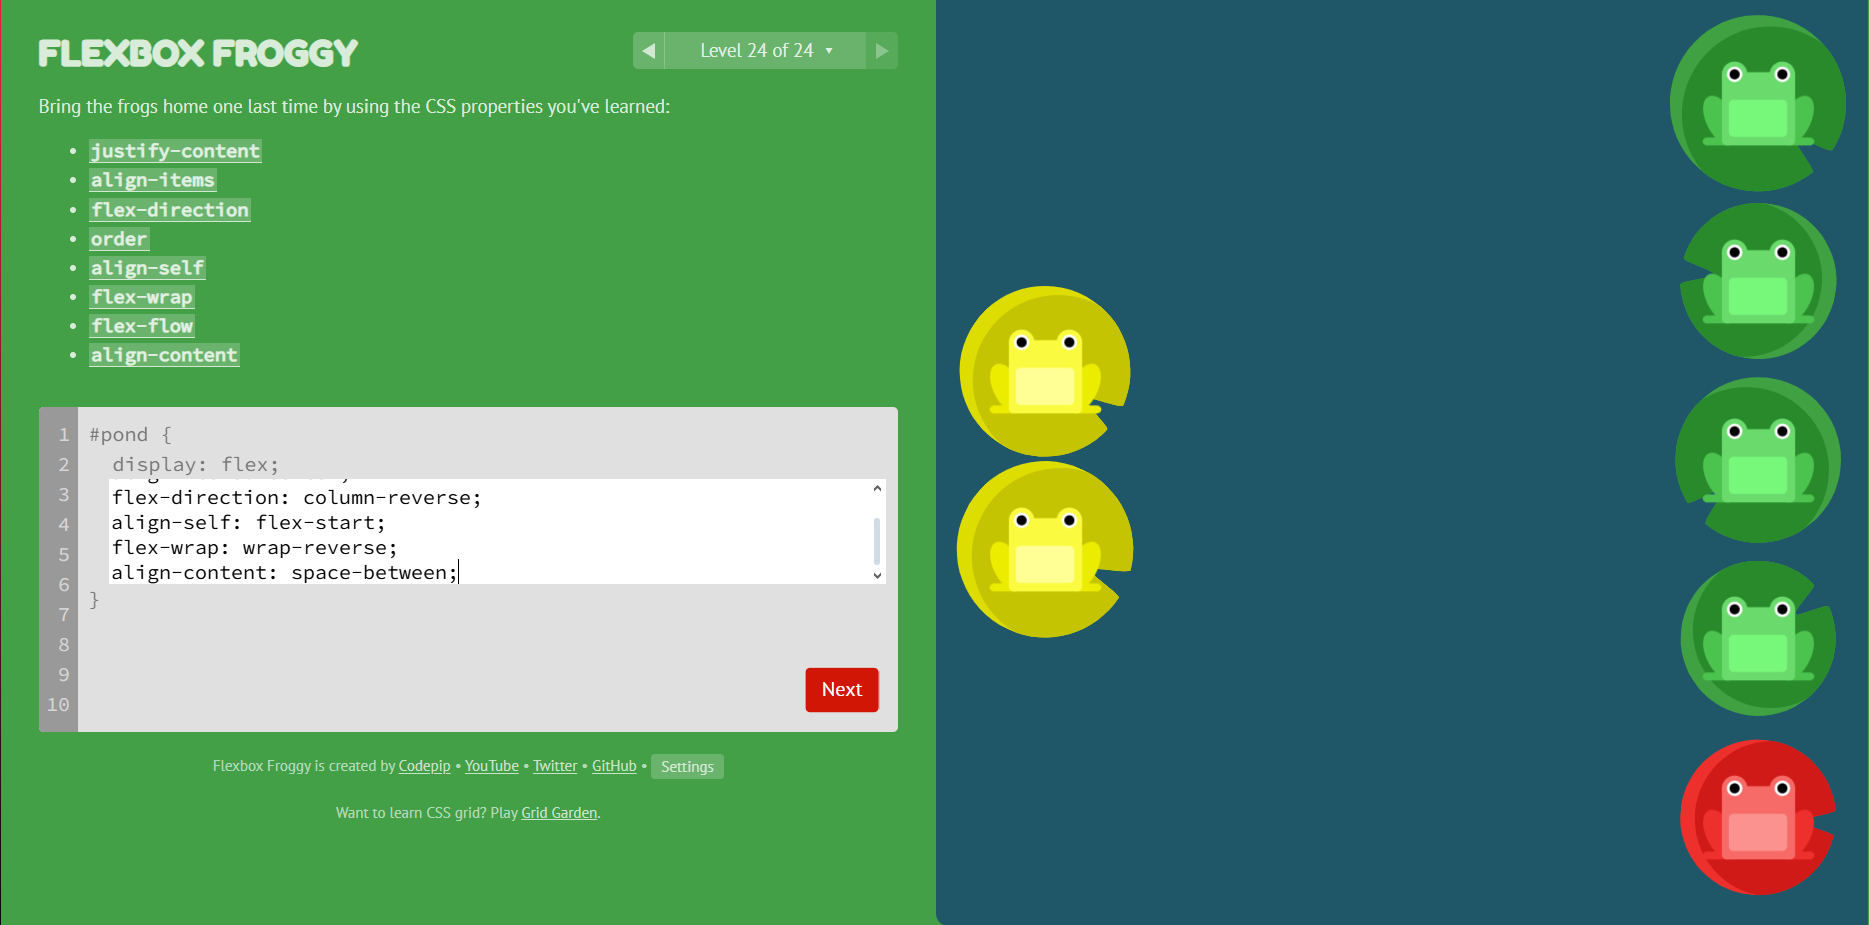 FLEXBOX FROGGY
◀ Level 24 of 24 ▼ ▶
Bring the frogs home one last time by using the CSS properties you've learned:
• justify-content
• align-items
• flex-direction
• order
• align-self
• flex-wrap
• flex-flow
• align-content
1 #pond {
2 display: flex;
3 flex-direction: column-reverse;
4 align-self: flex-start;
5 flex-wrap: wrap-reverse;
6 align-content: space-between;
7 }
8
9
10
Next
Flexbox Froggy is created by Codepip • YouTube • Twitter • GitHub • Settings
Want to learn CSS grid? Play Grid Garden.